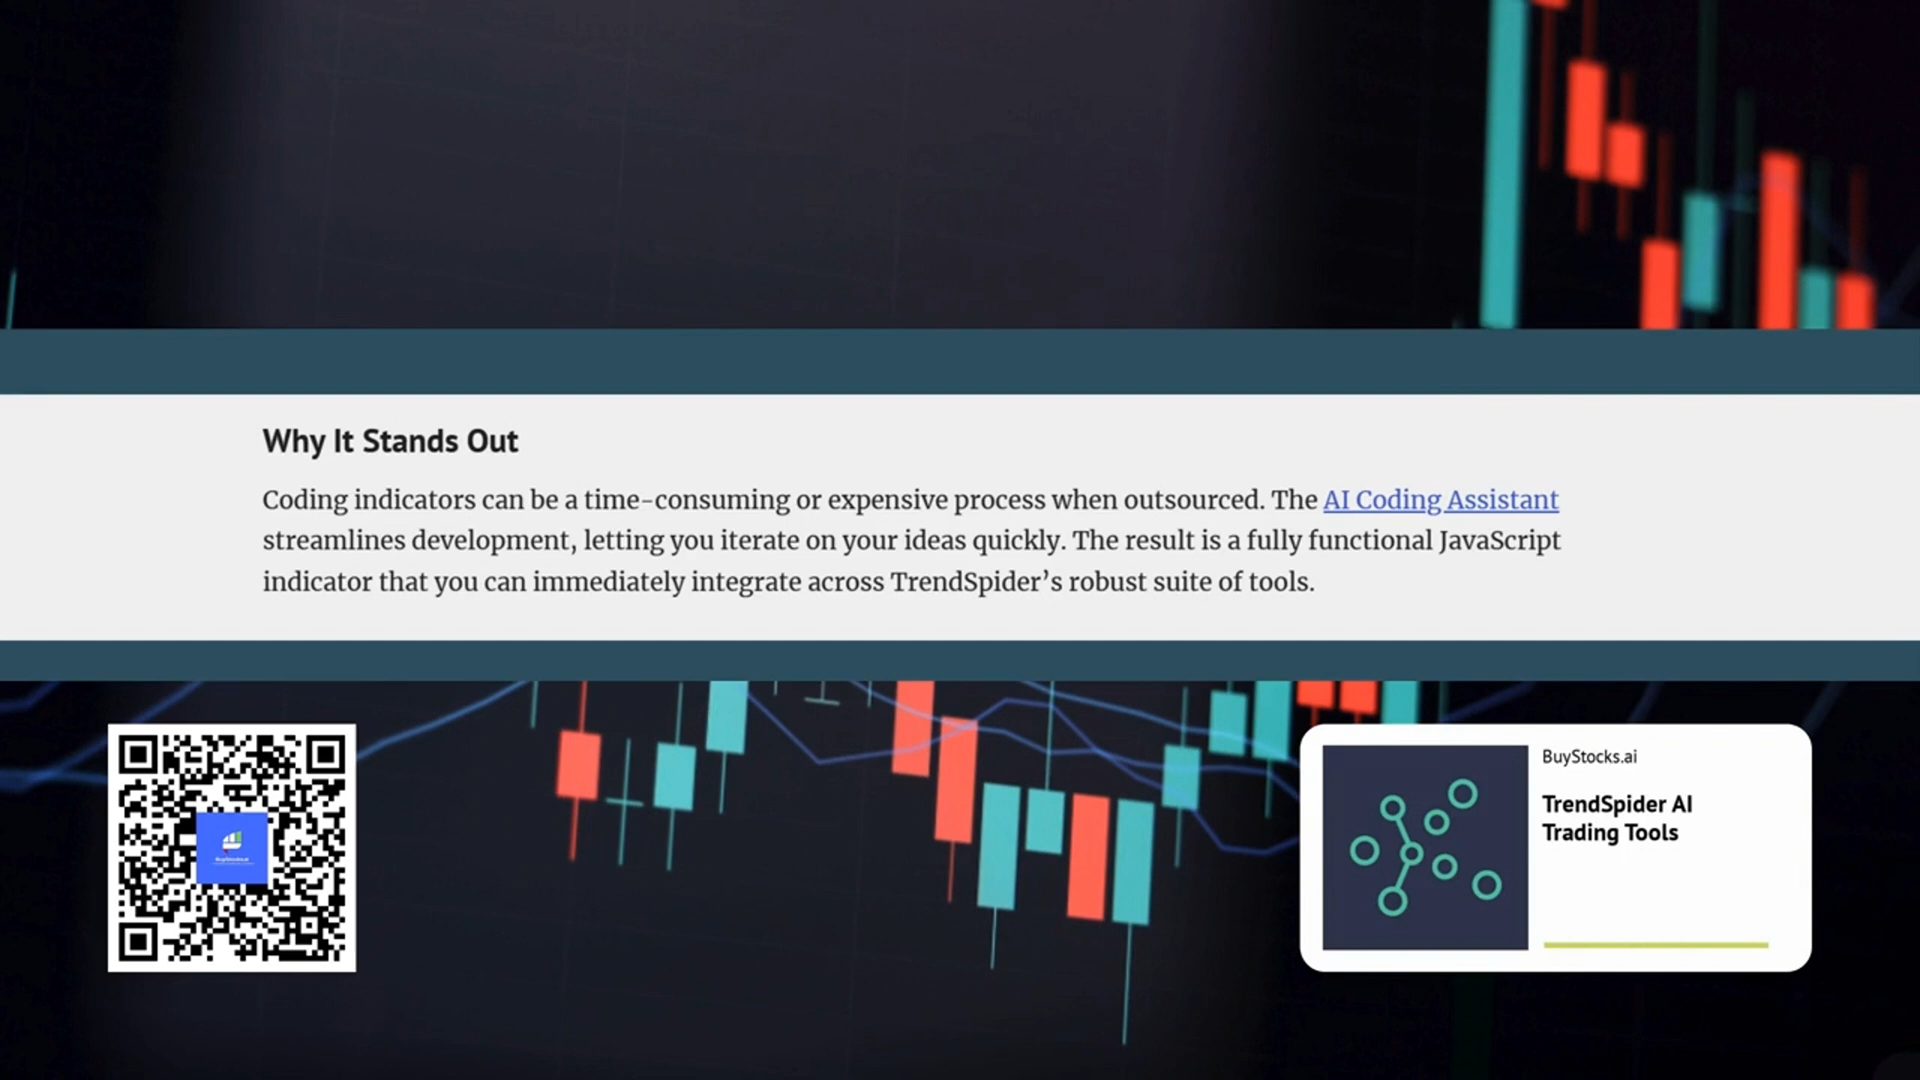 Why It Stands Out
Coding indicators can be a time-consuming or expensive process when outsourced. The AI Coding Assistant
streamlines development, letting you iterate on your ideas quickly. The result is a fully functional JavaScript
indicator that you can immediately integrate across TrendSpider’s robust suite of tools.
BuyStocks.ai
BuyStocks.ai
TrendSpider AI
Trading Tools